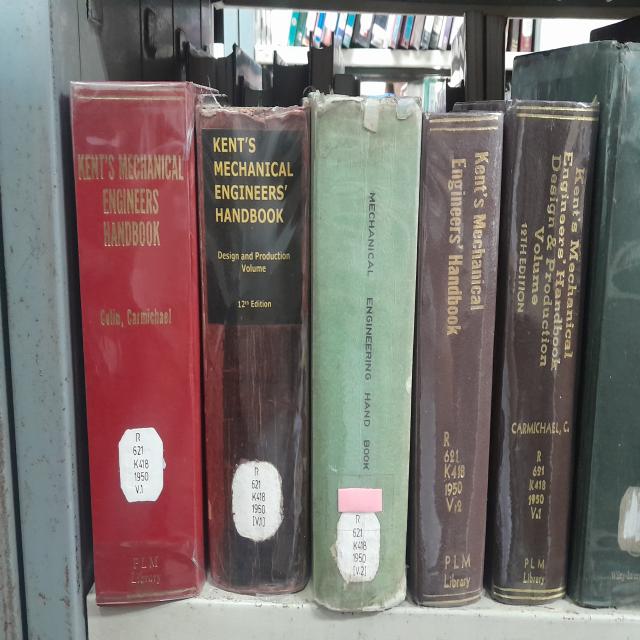 KENT'S MECHANICAL
ENGINEERS
HANDBOOK
Colin, Carmichael
R
621
K418
1950
V.1
PLM
Library
KENT'S
MECHANICAL
ENGINEERS'
HANDBOOK
Design and Production
Volume
12th Edition
R
621
K418
1950
[V.1]
MECHANICAL ENGINEERING HAND BOOK
R
621
K418
1950
[V.2]
Kent's Mechanical
Engineers' Handbook
R
621
K418
1950
V.2
PLM
Library
Kent's Mechanical
Engineers Handbook
Design & Production
Volume
12TH EDITION
CARMICHAEL, C.
R
621
K418
1950
V.1
PLM
Library